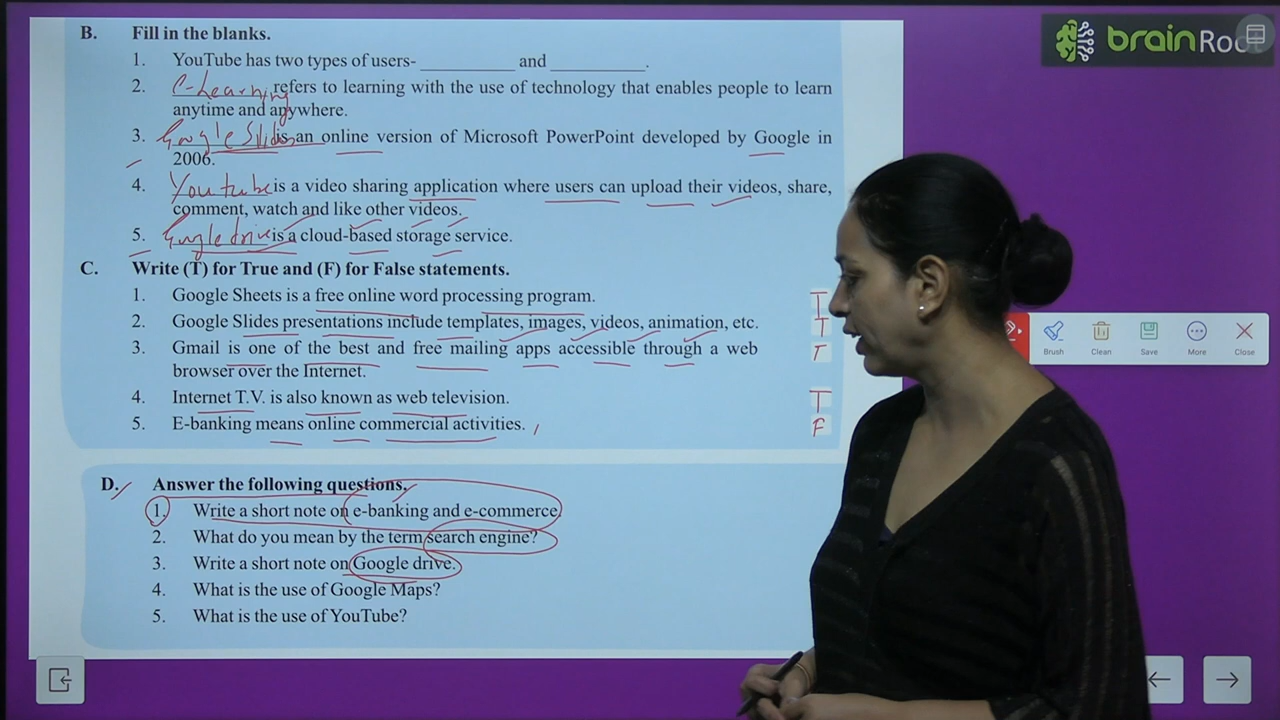 brainRoot
B. Fill in the blanks.
1. YouTube has two types of users- __________ and __________.
2. e-Learning refers to learning with the use of technology that enables people to learn
anytime and anywhere.
3. Google Slides is an online version of Microsoft PowerPoint developed by Google in
2006.
4. Youtube is a video sharing application where users can upload their videos, share,
comment, watch and like other videos.
5. Google drive is a cloud-based storage service.
C. Write (T) for True and (F) for False statements.
1. Google Sheets is a free online word processing program. T
2. Google Slides presentations include templates, images, videos, animation, etc. T
3. Gmail is one of the best and free mailing apps accessible through a web T
browser over the Internet.
4. Internet T.V. is also known as web television. T
5. E-banking means online commercial activities. F
Brush Clean Save More Close
D. Answer the following questions.
1. Write a short note on e-banking and e-commerce
2. What do you mean by the term search engine?
3. Write a short note on Google drive.
4. What is the use of Google Maps?
5. What is the use of YouTube?